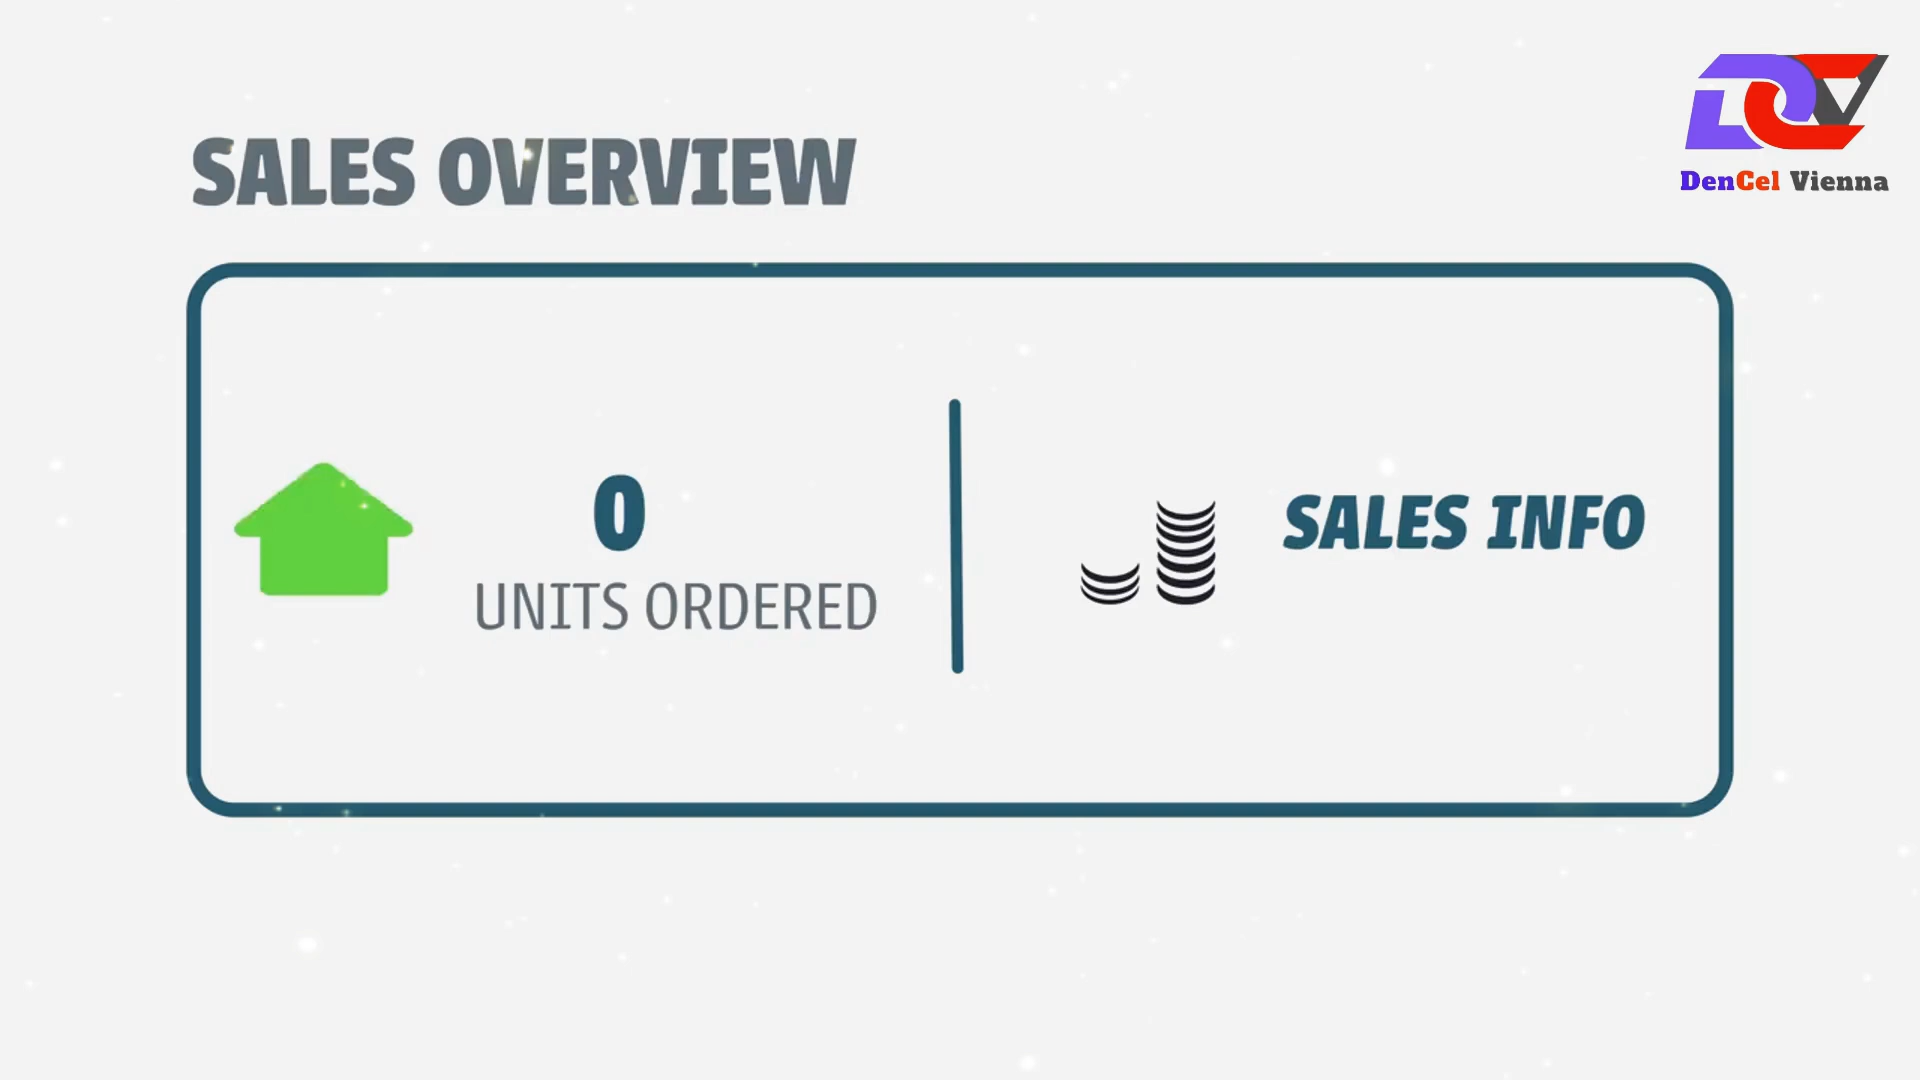 DenCel Vienna
SALES OVERVIEW
0
UNITS ORDERED
SALES INFO